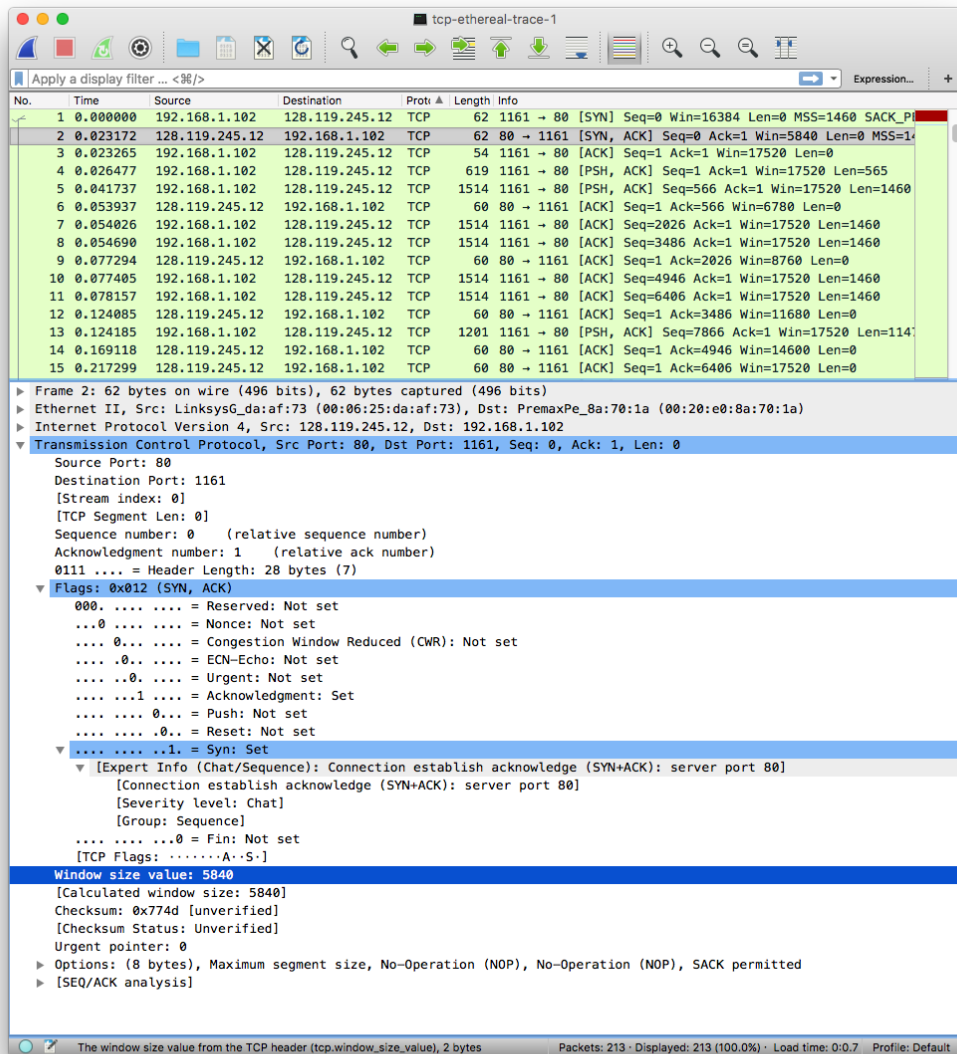 tcp-ethereal-trace-1
Apply a display filter ... <⌘/>
Expression... +
No. Time Source Destination Proto Length Info
1 0.000000 192.168.1.102 128.119.245.12 TCP 62 1161 → 80 [SYN] Seq=0 Win=16384 Len=0 MSS=1460 SACK_PE
2 0.023172 128.119.245.12 192.168.1.102 TCP 62 80 → 1161 [SYN, ACK] Seq=0 Ack=1 Win=5840 Len=0 MSS=14
3 0.023265 192.168.1.102 128.119.245.12 TCP 54 1161 → 80 [ACK] Seq=1 Ack=1 Win=17520 Len=0
4 0.026477 192.168.1.102 128.119.245.12 TCP 619 1161 → 80 [PSH, ACK] Seq=1 Ack=1 Win=17520 Len=565
5 0.041737 192.168.1.102 128.119.245.12 TCP 1514 1161 → 80 [PSH, ACK] Seq=566 Ack=1 Win=17520 Len=1460
6 0.053937 128.119.245.12 192.168.1.102 TCP 60 80 → 1161 [ACK] Seq=1 Ack=566 Win=6780 Len=0
7 0.054026 192.168.1.102 128.119.245.12 TCP 1514 1161 → 80 [ACK] Seq=2026 Ack=1 Win=17520 Len=1460
8 0.054690 192.168.1.102 128.119.245.12 TCP 1514 1161 → 80 [ACK] Seq=3486 Ack=1 Win=17520 Len=1460
9 0.077294 128.119.245.12 192.168.1.102 TCP 60 80 → 1161 [ACK] Seq=1 Ack=2026 Win=8760 Len=0
10 0.077405 192.168.1.102 128.119.245.12 TCP 1514 1161 → 80 [ACK] Seq=4946 Ack=1 Win=17520 Len=1460
11 0.078157 192.168.1.102 128.119.245.12 TCP 1514 1161 → 80 [ACK] Seq=6406 Ack=1 Win=17520 Len=1460
12 0.124085 128.119.245.12 192.168.1.102 TCP 60 80 → 1161 [ACK] Seq=1 Ack=3486 Win=11680 Len=0
13 0.124185 192.168.1.102 128.119.245.12 TCP 1201 1161 → 80 [PSH, ACK] Seq=7866 Ack=1 Win=17520 Len=1147
14 0.169118 128.119.245.12 192.168.1.102 TCP 60 80 → 1161 [ACK] Seq=1 Ack=4946 Win=14600 Len=0
15 0.217299 128.119.245.12 192.168.1.102 TCP 60 80 → 1161 [ACK] Seq=1 Ack=6406 Win=17520 Len=0
Frame 2: 62 bytes on wire (496 bits), 62 bytes captured (496 bits)
Ethernet II, Src: LinksysG_da:af:73 (00:06:25:da:af:73), Dst: PremaxPe_8a:70:1a (00:20:e0:8a:70:1a)
Internet Protocol Version 4, Src: 128.119.245.12, Dst: 192.168.1.102
Transmission Control Protocol, Src Port: 80, Dst Port: 1161, Seq: 0, Ack: 1, Len: 0
Source Port: 80
Destination Port: 1161
[Stream index: 0]
[TCP Segment Len: 0]
Sequence number: 0 (relative sequence number)
Acknowledgment number: 1 (relative ack number)
0111 .... = Header Length: 28 bytes (7)
Flags: 0x012 (SYN, ACK)
000. .... .... = Reserved: Not set
...0 .... .... = Nonce: Not set
.... 0... .... = Congestion Window Reduced (CWR): Not set
.... .0.. .... = ECN-Echo: Not set
.... ..0. .... = Urgent: Not set
.... ...1 .... = Acknowledgment: Set
.... .... 0... = Push: Not set
.... .... .0.. = Reset: Not set
.... .... ..1. = Syn: Set
[Expert Info (Chat/Sequence): Connection establish acknowledge (SYN+ACK): server port 80]
[Connection establish acknowledge (SYN+ACK): server port 80]
[Severity level: Chat]
[Group: Sequence]
.... .... ...0 = Fin: Not set
[TCP Flags: ·······A··S·]
Window size value: 5840
[Calculated window size: 5840]
Checksum: 0x774d [unverified]
[Checksum Status: Unverified]
Urgent pointer: 0
Options: (8 bytes), Maximum segment size, No-Operation (NOP), No-Operation (NOP), SACK permitted
[SEQ/ACK analysis]
The window size value from the TCP header (tcp.window_size_value), 2 bytes Packets: 213 · Displayed: 213 (100.0%) · Load time: 0:0.7 Profile: Default